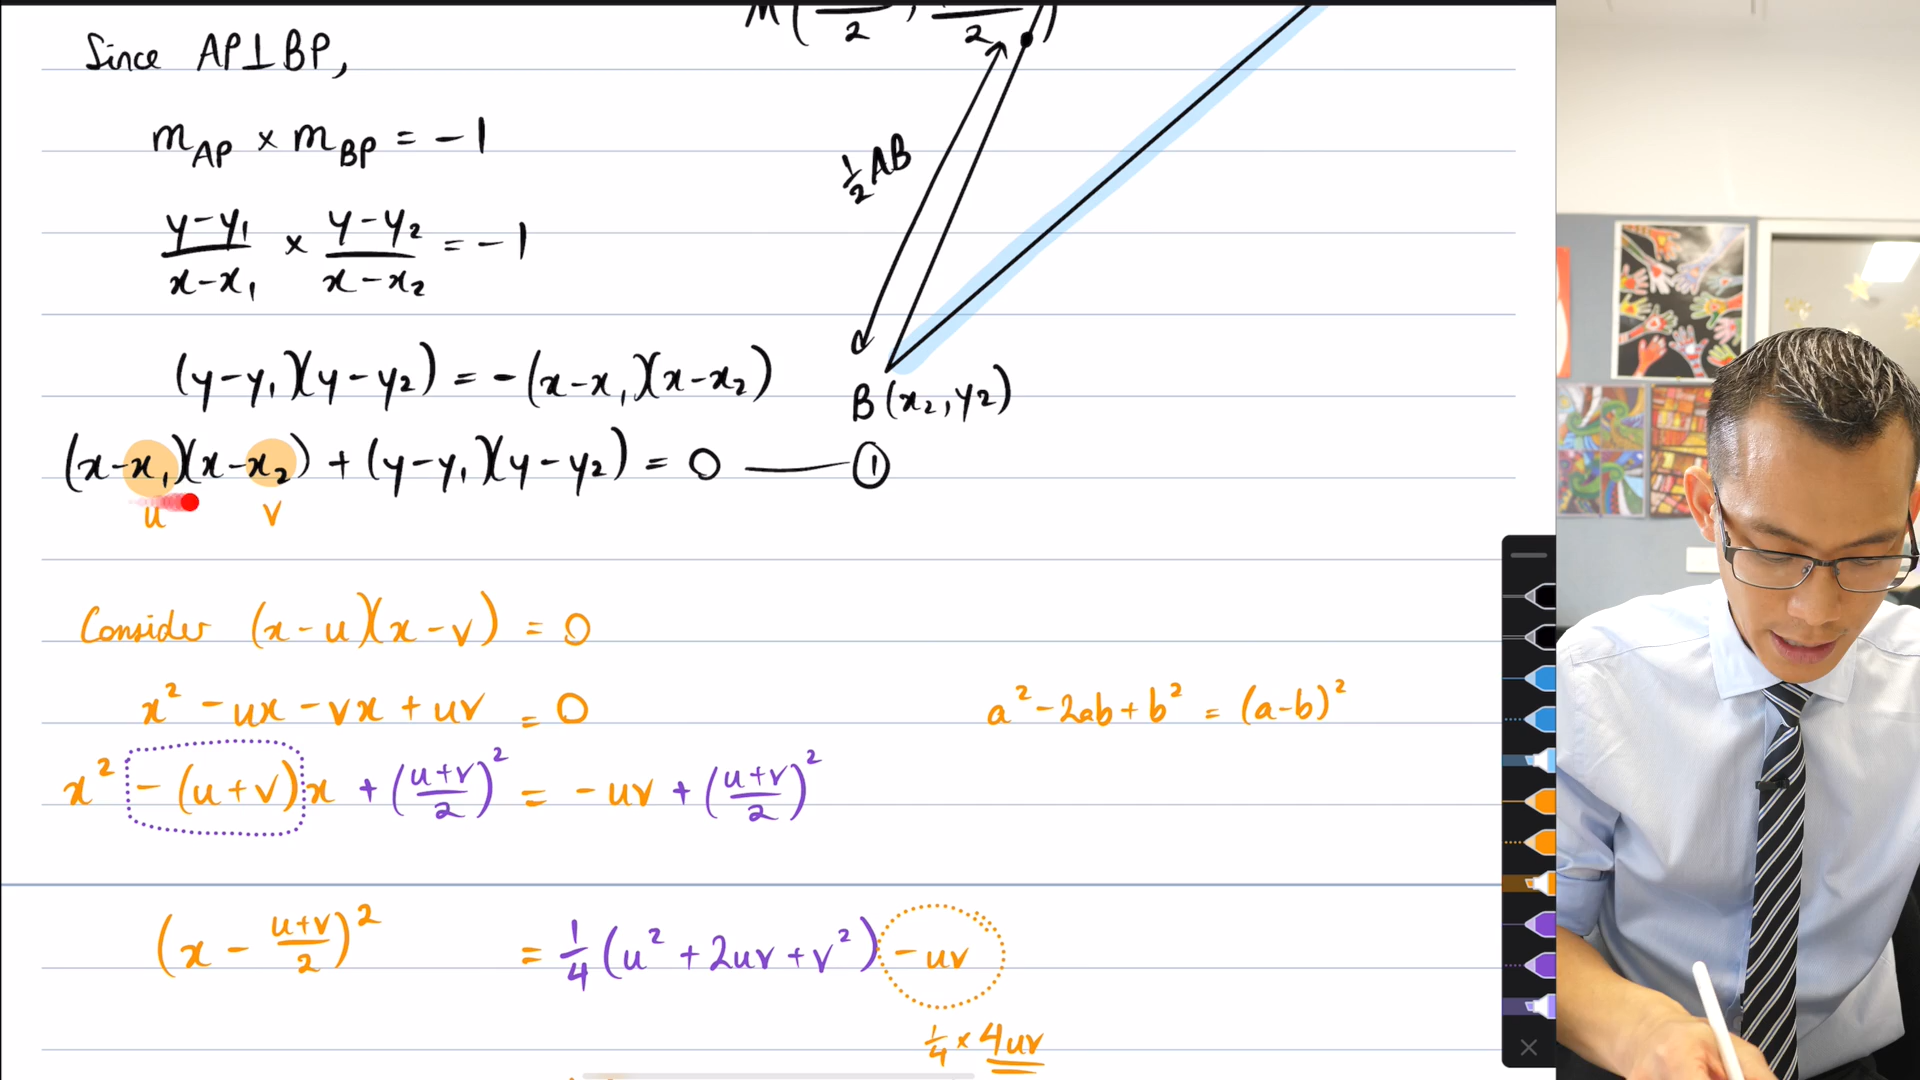 M( /2 , /2 )
Since AP⊥BP,
m_AP × m_BP = -1
½AB
(y-y₁)/(x-x₁) × (y-y₂)/(x-x₂) = -1
(y-y₁)(y-y₂) = -(x-x₁)(x-x₂)
B(x₂,y₂)
(x-x₁)(x-x₂) + (y-y₁)(y-y₂) = 0 —— ①
u v
Consider (x-u)(x-v) = 0
x² - ux - vx + uv = 0
a² - 2ab + b² = (a-b)²
x² - (u+v)x + ((u+v)/2)² = -uv + ((u+v)/2)²
(x - (u+v)/2)² = ¼(u² + 2uv + v²) - uv
¼ × 4uv